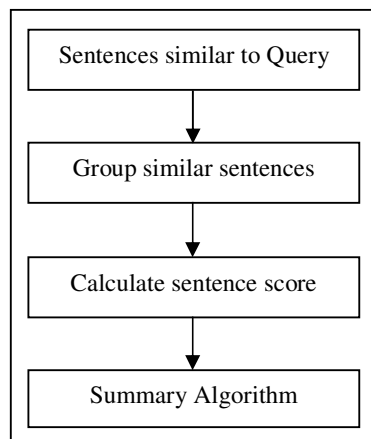 Sentences similar to Query
Group similar sentences
Calculate sentence score
Summary Algorithm